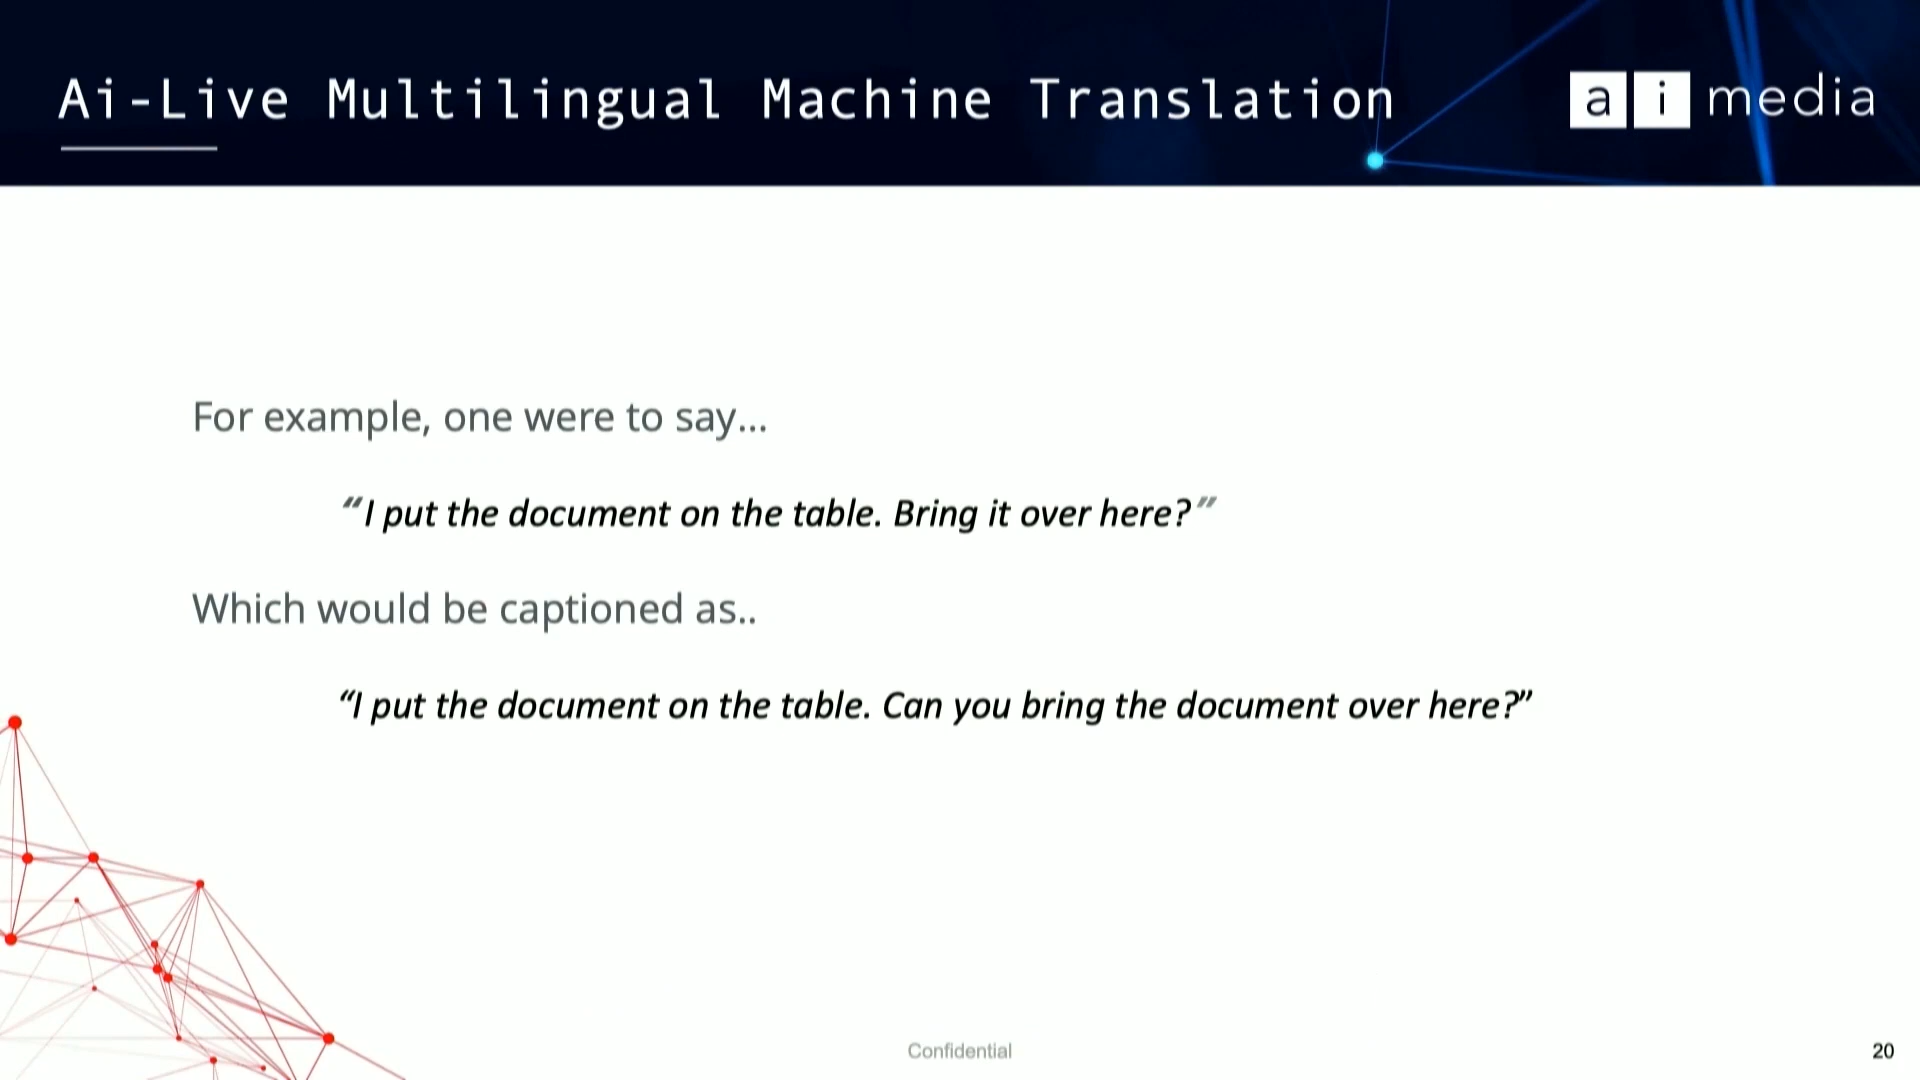 Ai-Live Multilingual Machine Translation
ai media
For example, one were to say...
“I put the document on the table. Bring it over here?”
Which would be captioned as..
“I put the document on the table. Can you bring the document over here?”
Confidential
20